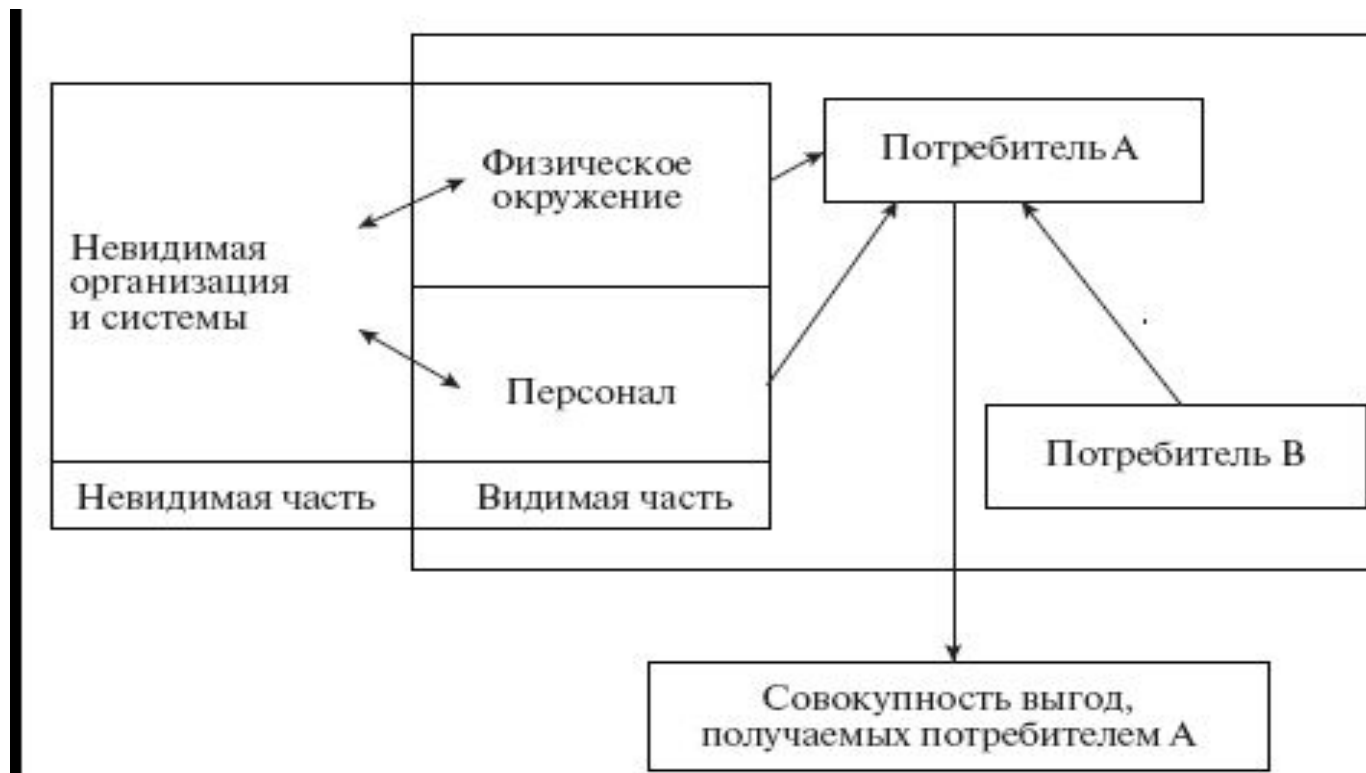 Физическое
окружение
Потребитель А
Невидимая
организация
и системы
Персонал
Потребитель В
Невидимая часть
Видимая часть
Совокупность выгод,
получаемых потребителем А